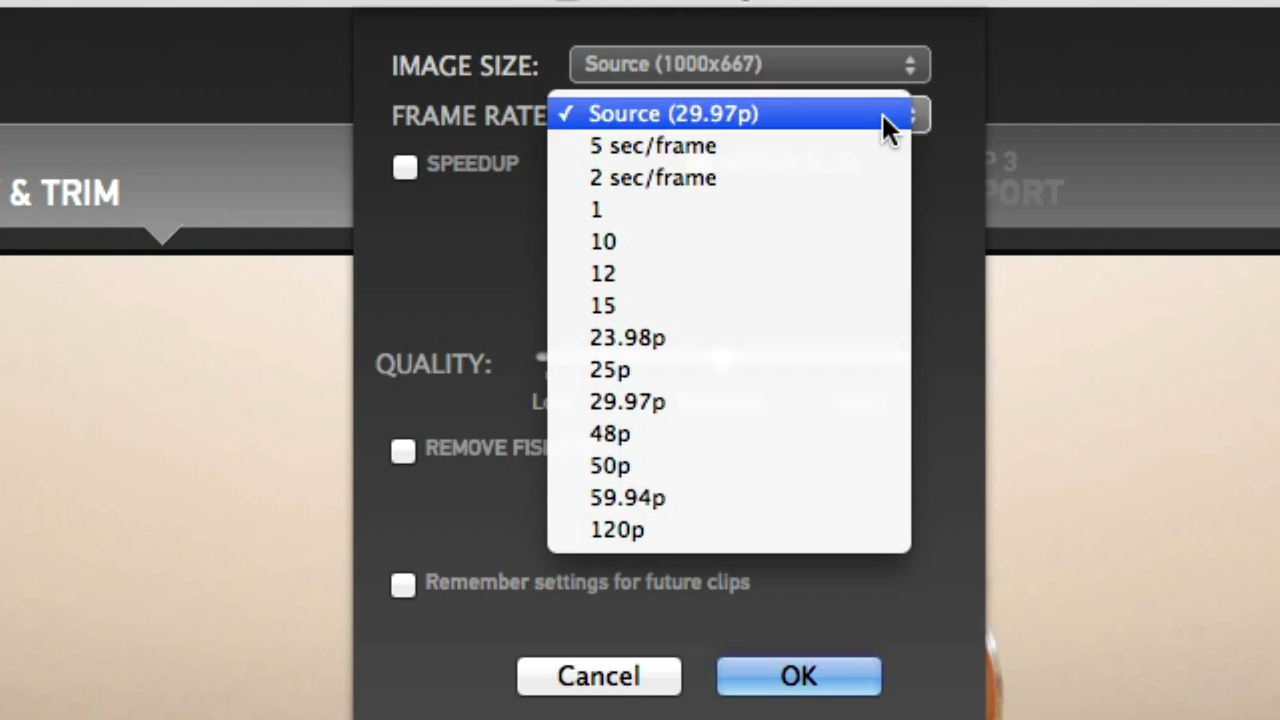 IMAGE SIZE: Source (1000x667)
FRAME RATE ✓ Source (29.97p)
5 sec/frame
2 sec/frame
1
10
12
15
23.98p
25p
29.97p
48p
50p
59.94p
120p
SPEEDUP
& TRIM
P 3
PORT
QUALITY:
REMOVE
Remember settings for future clips
Cancel OK